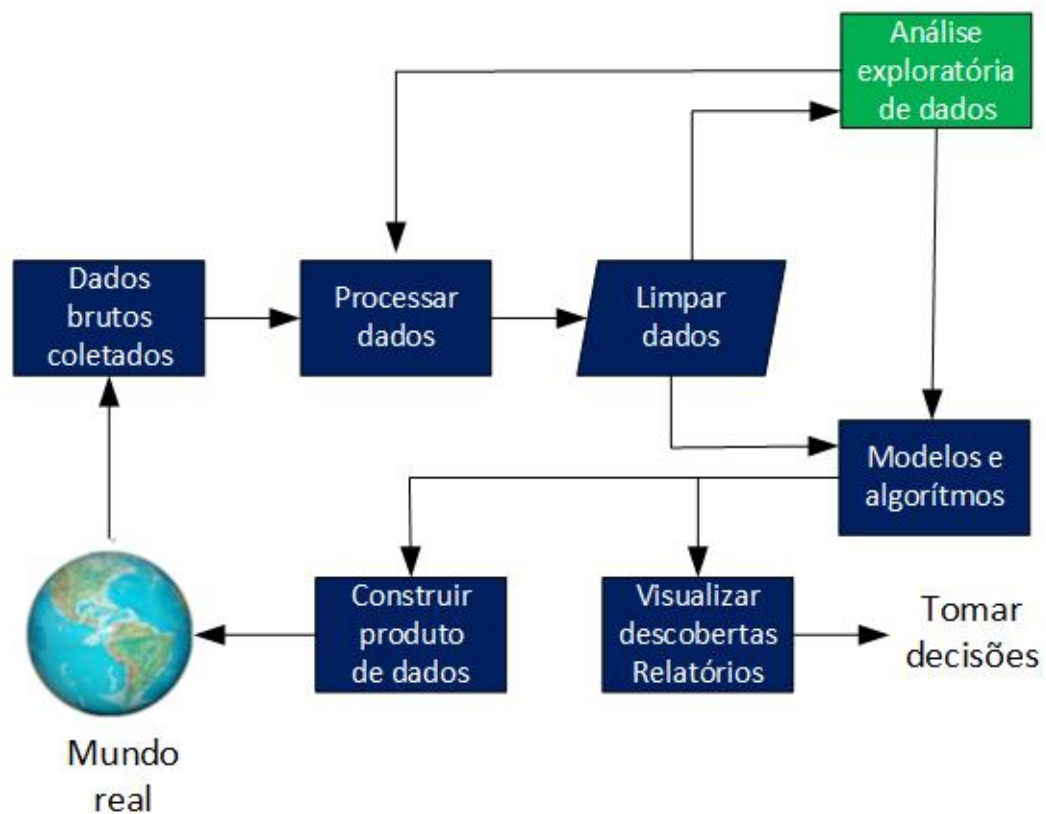 Análise
exploratória
de dados
Dados
brutos
coletados
Processar
dados
Limpar
dados
Modelos e
algorítmos
Construir
produto
de dados
Visualizar
descobertas
Relatórios
Tomar
decisões
Mundo
real